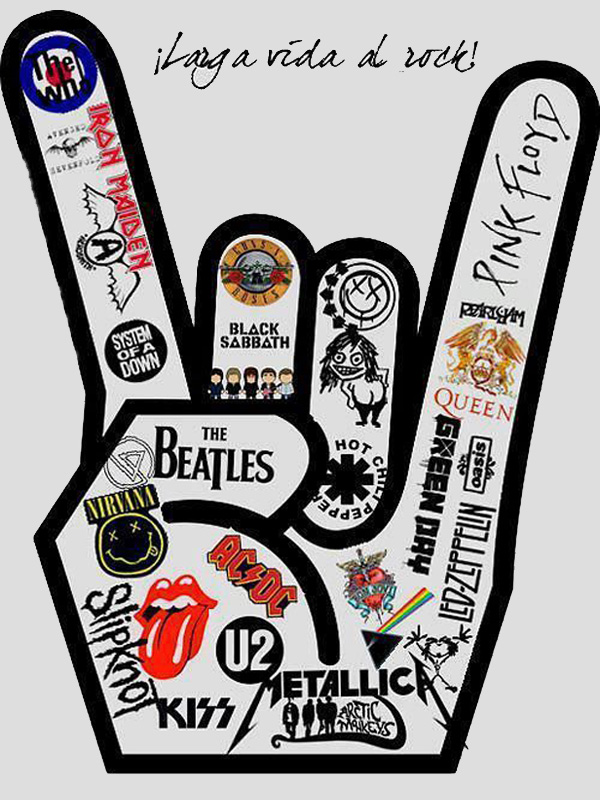 ¡Larga vida al rock!
The
Who
AVENGED
SEVENFOLD
IRON MAIDEN
A
SYSTEM
OF A
DOWN
GUNS N'
ROSES
BLACK
SABBATH
HOT CHILI PEPPERS
PINK FLOYD
PEARL JAM
QUEEN
GREEN DAY
oasis
LED-ZEPPELIN
THE
BEATLES
NIRVANA
AC/DC
Slipknot
U2
KISS
METALLICA
ARCTIC
MONKEYS